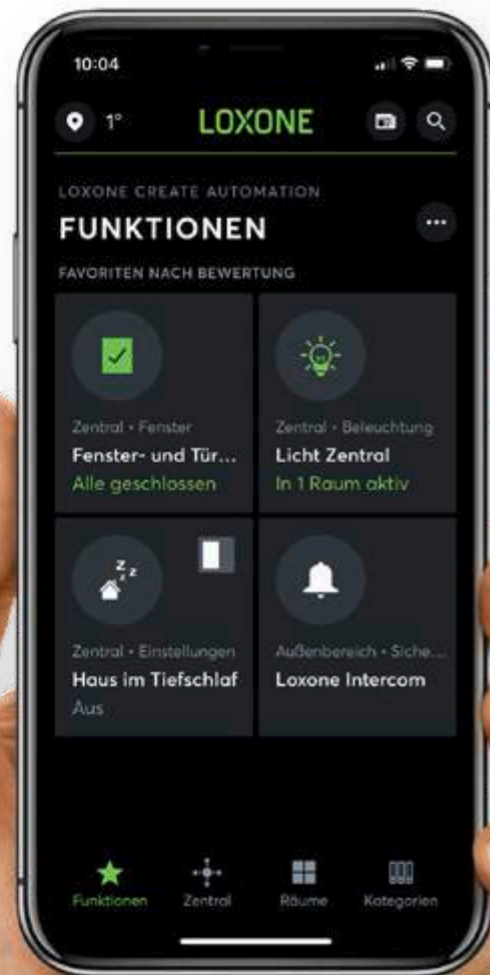 10:04
1°
LOXONE
LOXONE CREATE AUTOMATION
FUNKTIONEN
FAVORITEN NACH BEWERTUNG
Zentral • Fenster
Fenster- und Tür...
Alle geschlossen
Zentral • Beleuchtung
Licht Zentral
In 1 Raum aktiv
z z z
Zentral • Einstellungen
Haus im Tiefschlaf
Aus
Außenbereich • Siche...
Loxone Intercom
Funktionen
Zentral
Räume
Kategorien